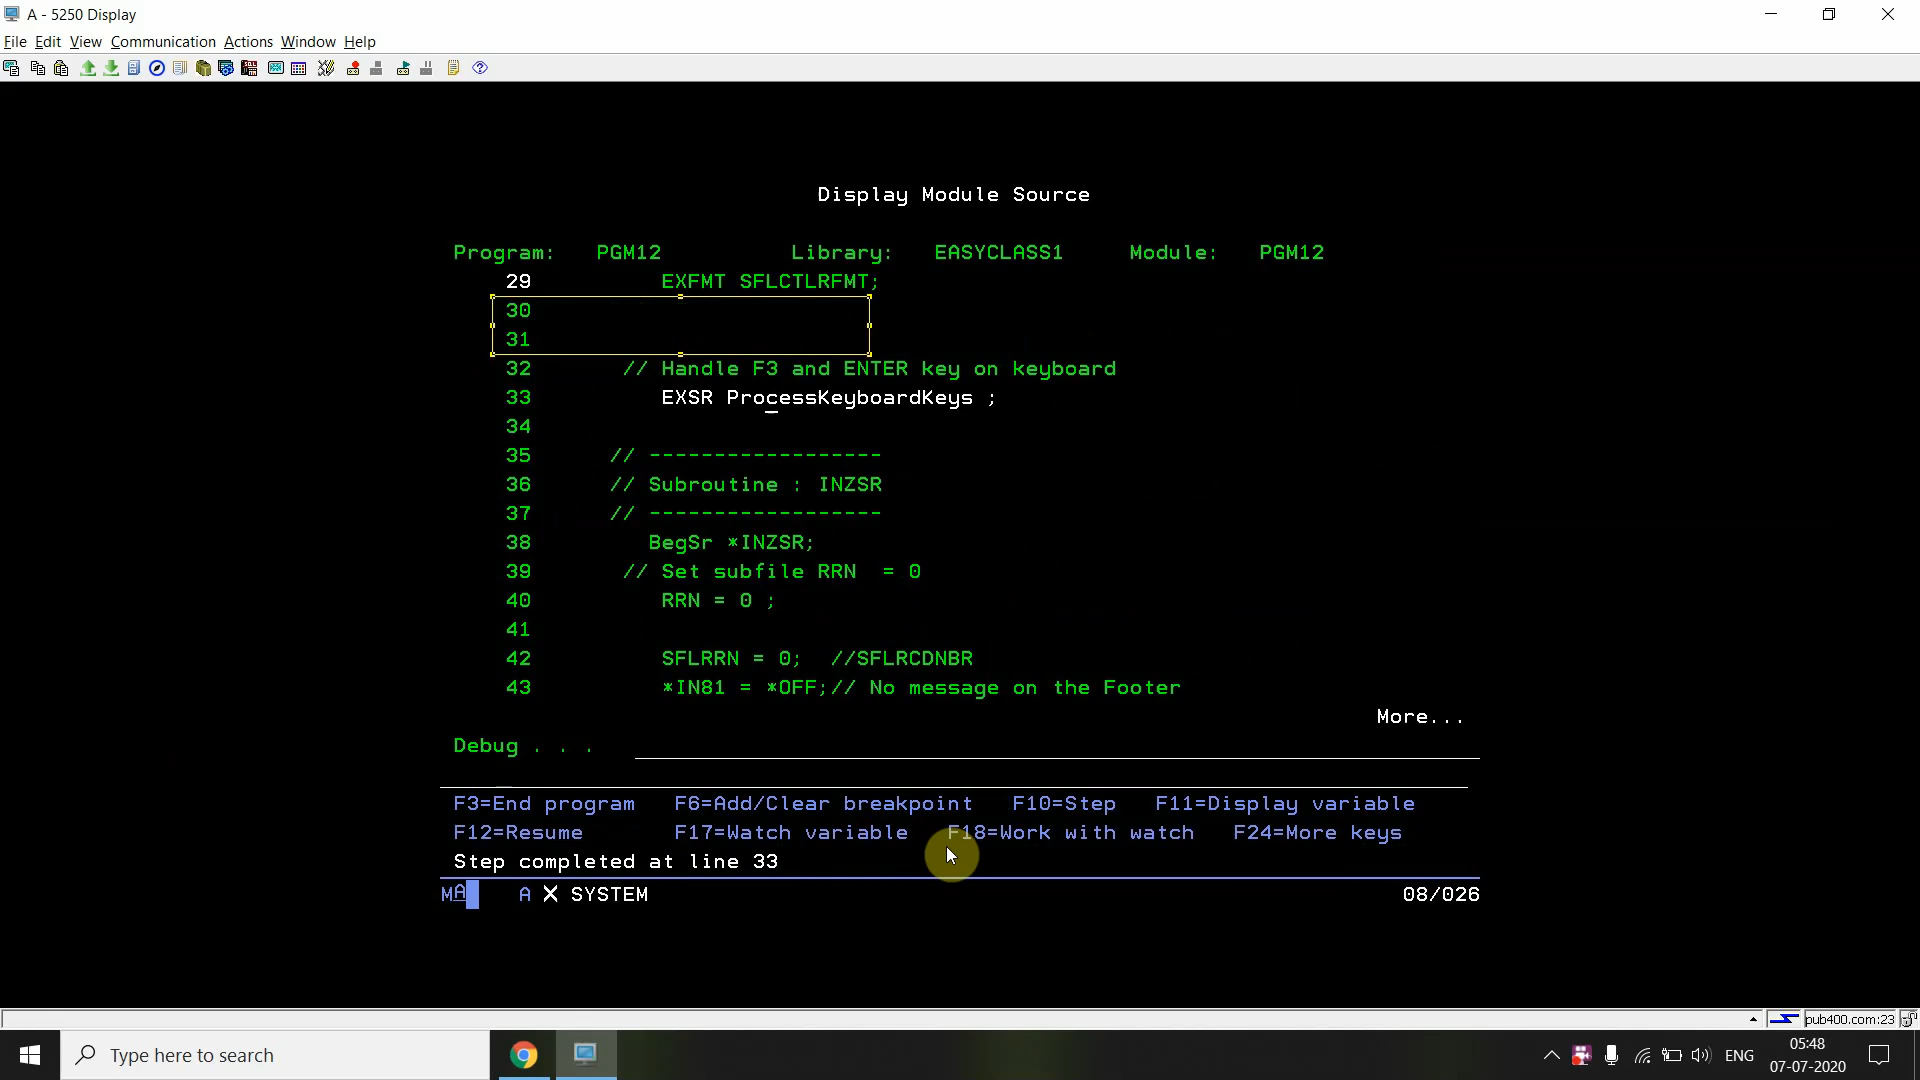 A - 5250 Display
File Edit View Communication Actions Window Help
Display Module Source
Program: PGM12 Library: EASYCLASS1 Module: PGM12
29 EXFMT SFLCTLRFMT;
30
31
32 // Handle F3 and ENTER key on keyboard
33 EXSR ProcessKeyboardKeys ;
34
35 // ------------------
36 // Subroutine : INZSR
37 // ------------------
38 BegSr *INZSR;
39 // Set subfile RRN = 0
40 RRN = 0 ;
41
42 SFLRRN = 0; //SFLRCDNBR
43 *IN81 = *OFF;// No message on the Footer
More...
Debug . . .
F3=End program F6=Add/Clear breakpoint F10=Step F11=Display variable
F12=Resume F17=Watch variable F18=Work with watch F24=More keys
Step completed at line 33
MA A X SYSTEM 08/026
pub400.com:23
Type here to search
ENG
05:48
07-07-2020